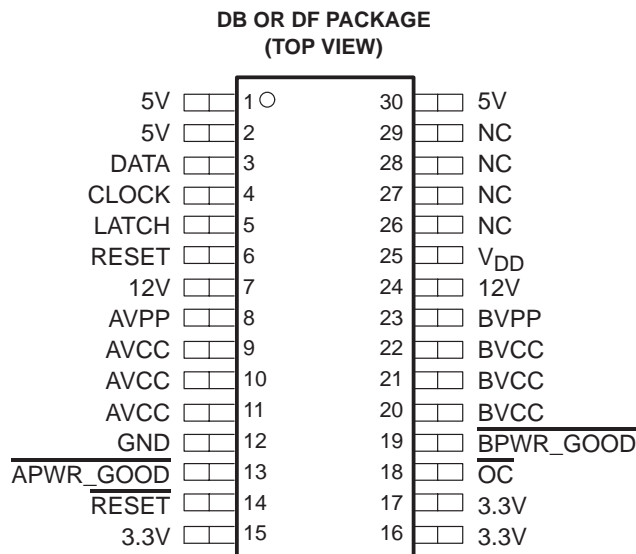 DB OR DF PACKAGE
(TOP VIEW)
5V 1 30 5V
5V 2 29 NC
DATA 3 28 NC
CLOCK 4 27 NC
LATCH 5 26 NC
RESET 6 25 VDD
12V 7 24 12V
AVPP 8 23 BVPP
AVCC 9 22 BVCC
AVCC 10 21 BVCC
AVCC 11 20 BVCC
GND 12 19 BPWR_GOOD
APWR_GOOD 13 18 OC
RESET 14 17 3.3V
3.3V 15 16 3.3V